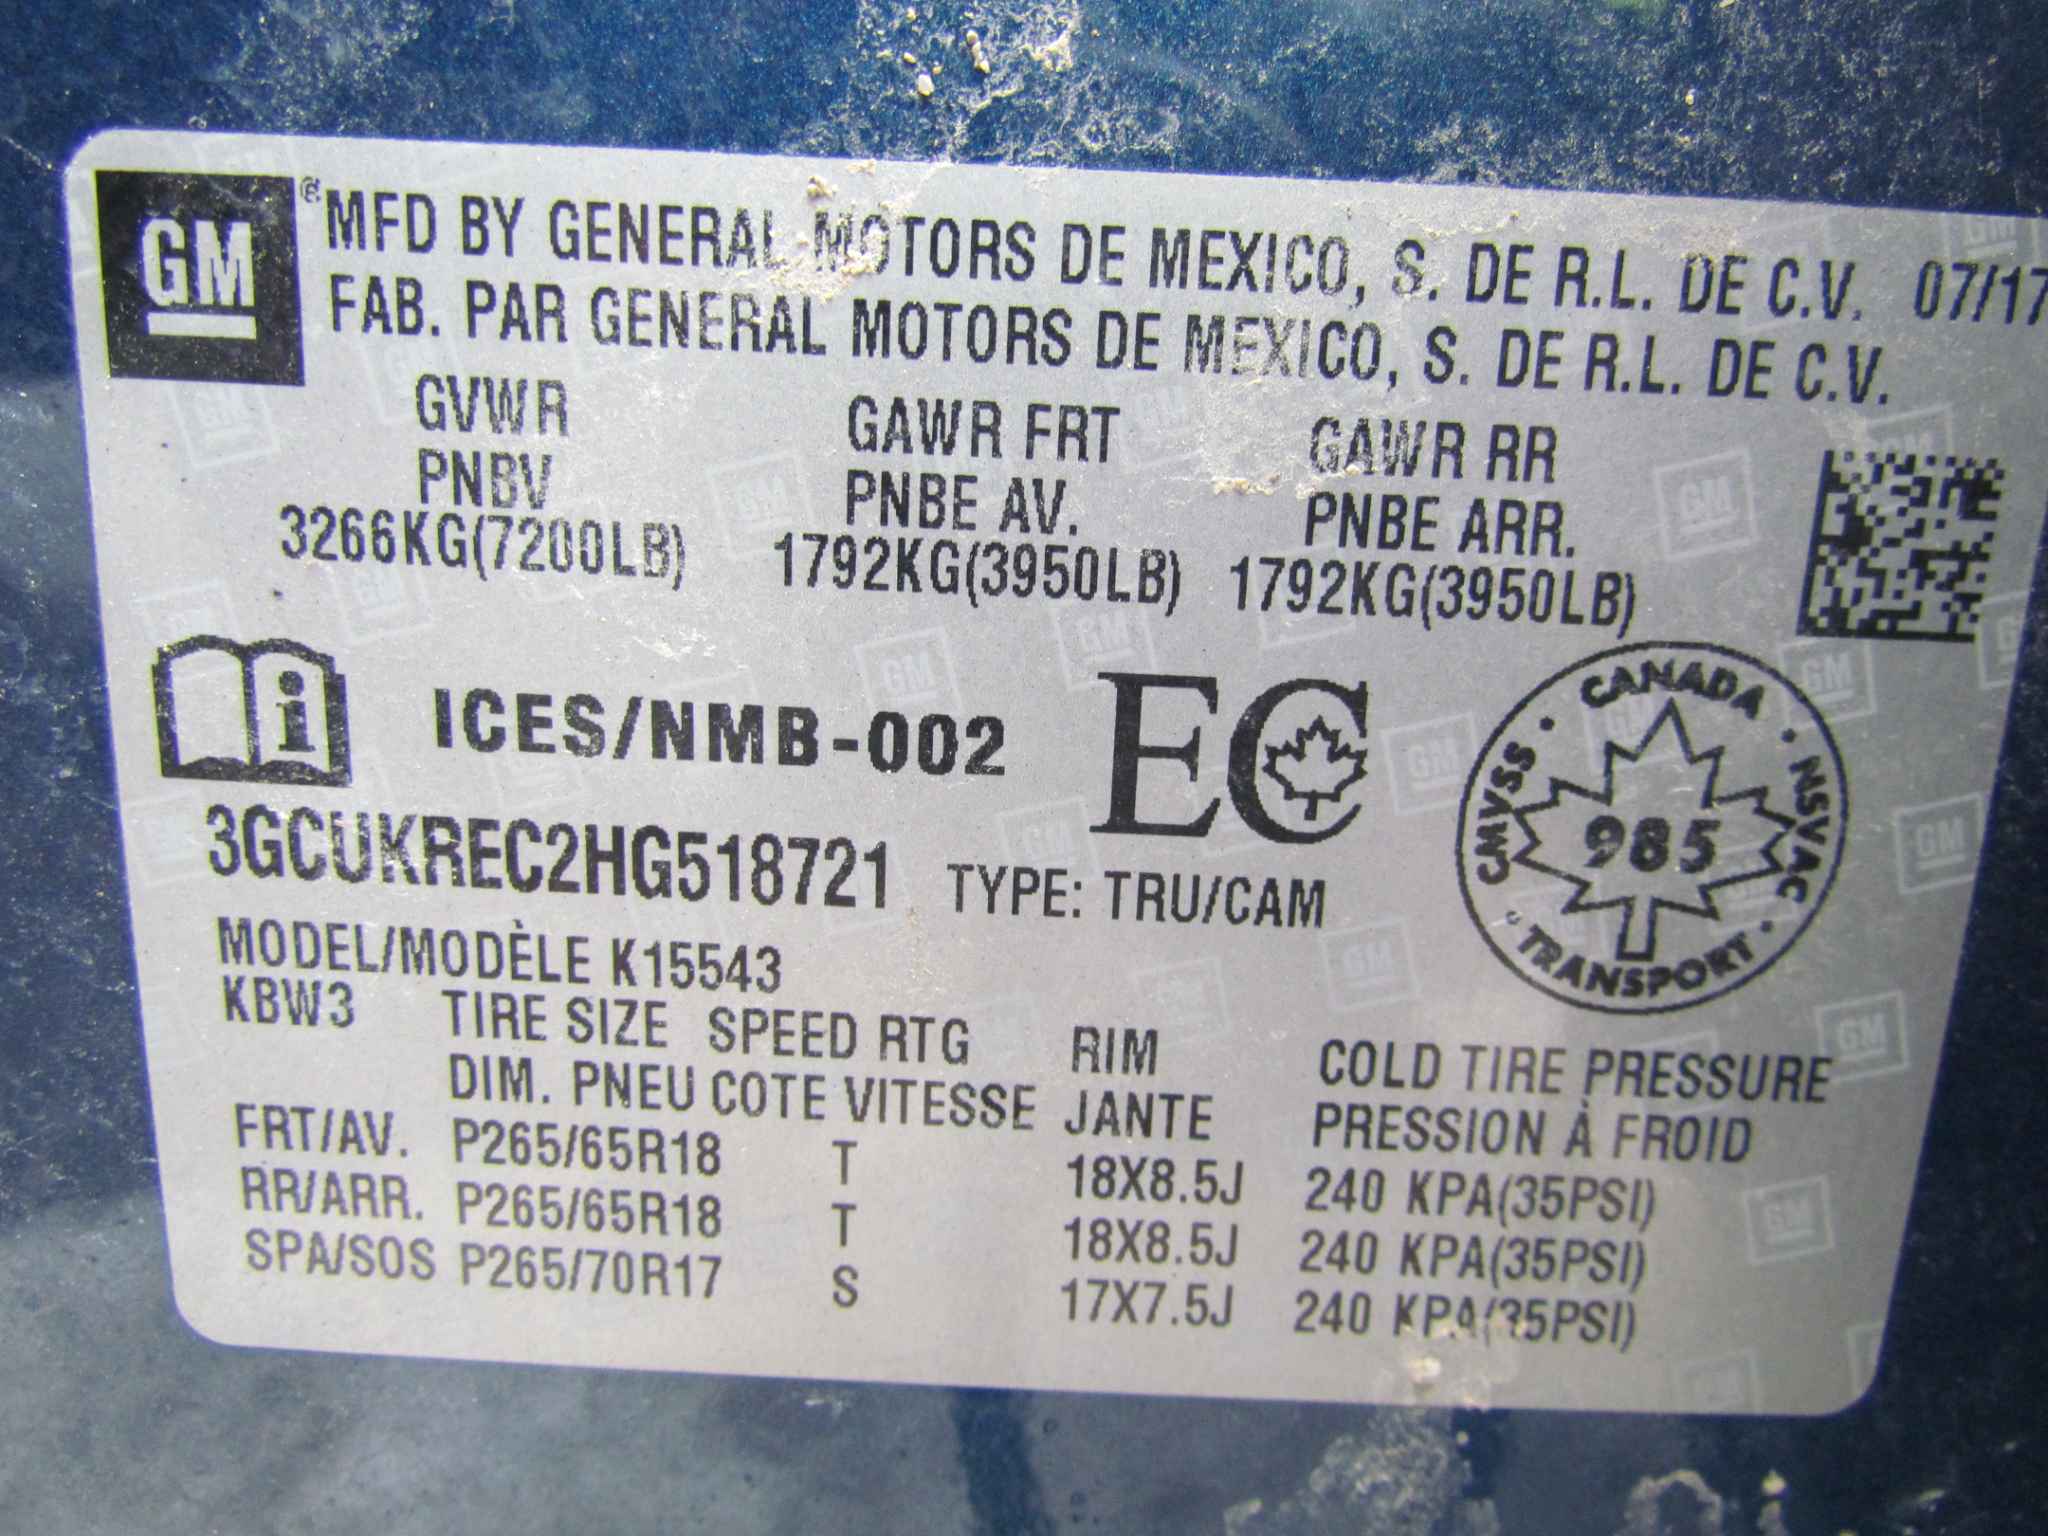 GM
® MFD BY GENERAL MOTORS DE MEXICO, S. DE R.L. DE C.V. 07/17
FAB. PAR GENERAL MOTORS DE MEXICO, S. DE R.L. DE C.V.
GVWR GAWR FRT GAWR RR
PNBV PNBE AV. PNBE ARR.
3266KG(7200LB) 1792KG(3950LB) 1792KG(3950LB)
i ICES/NMB-002 EC
CANADA · MSVAC · TRANSPORT · CMVSS ·
985
3GCUKREC2HG518721 TYPE: TRU/CAM
MODEL/MODÈLE K15543
KBW3 TIRE SIZE SPEED RTG RIM COLD TIRE PRESSURE
DIM. PNEU COTE VITESSE JANTE PRESSION À FROID
FRT/AV. P265/65R18 T 18X8.5J 240 KPA(35PSI)
RR/ARR. P265/65R18 T 18X8.5J 240 KPA(35PSI)
SPA/SOS P265/70R17 S 17X7.5J 240 KPA(35PSI)